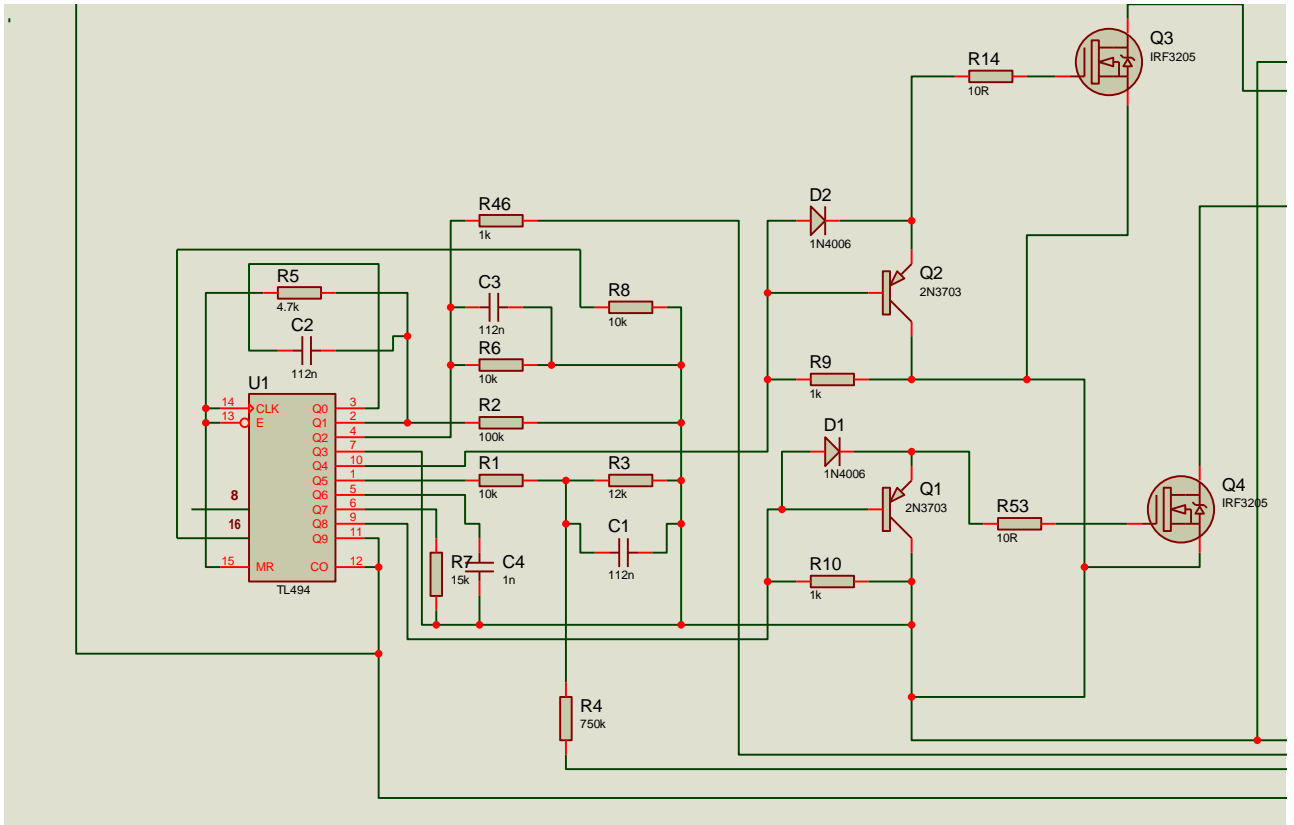 Q3
IRF3205
R14
10R
D2
1N4006
R46
1k
Q2
2N3703
R5
4.7k
C3
112n
R8
10k
C2
112n
R6
10k
R9
1k
U1
14 CLK Q0 3
13 E Q1 2
Q2 4
Q3 7
Q4 10
Q5 1
8 Q6 5
Q7 6
16 Q8 9
Q9 11
15 MR CO 12
TL494
R2
100k
D1
1N4006
R1
10k
R3
12k
Q1
2N3703
Q4
IRF3205
R53
10R
C1
112n
R7
15k
C4
1n
R10
1k
R4
750k